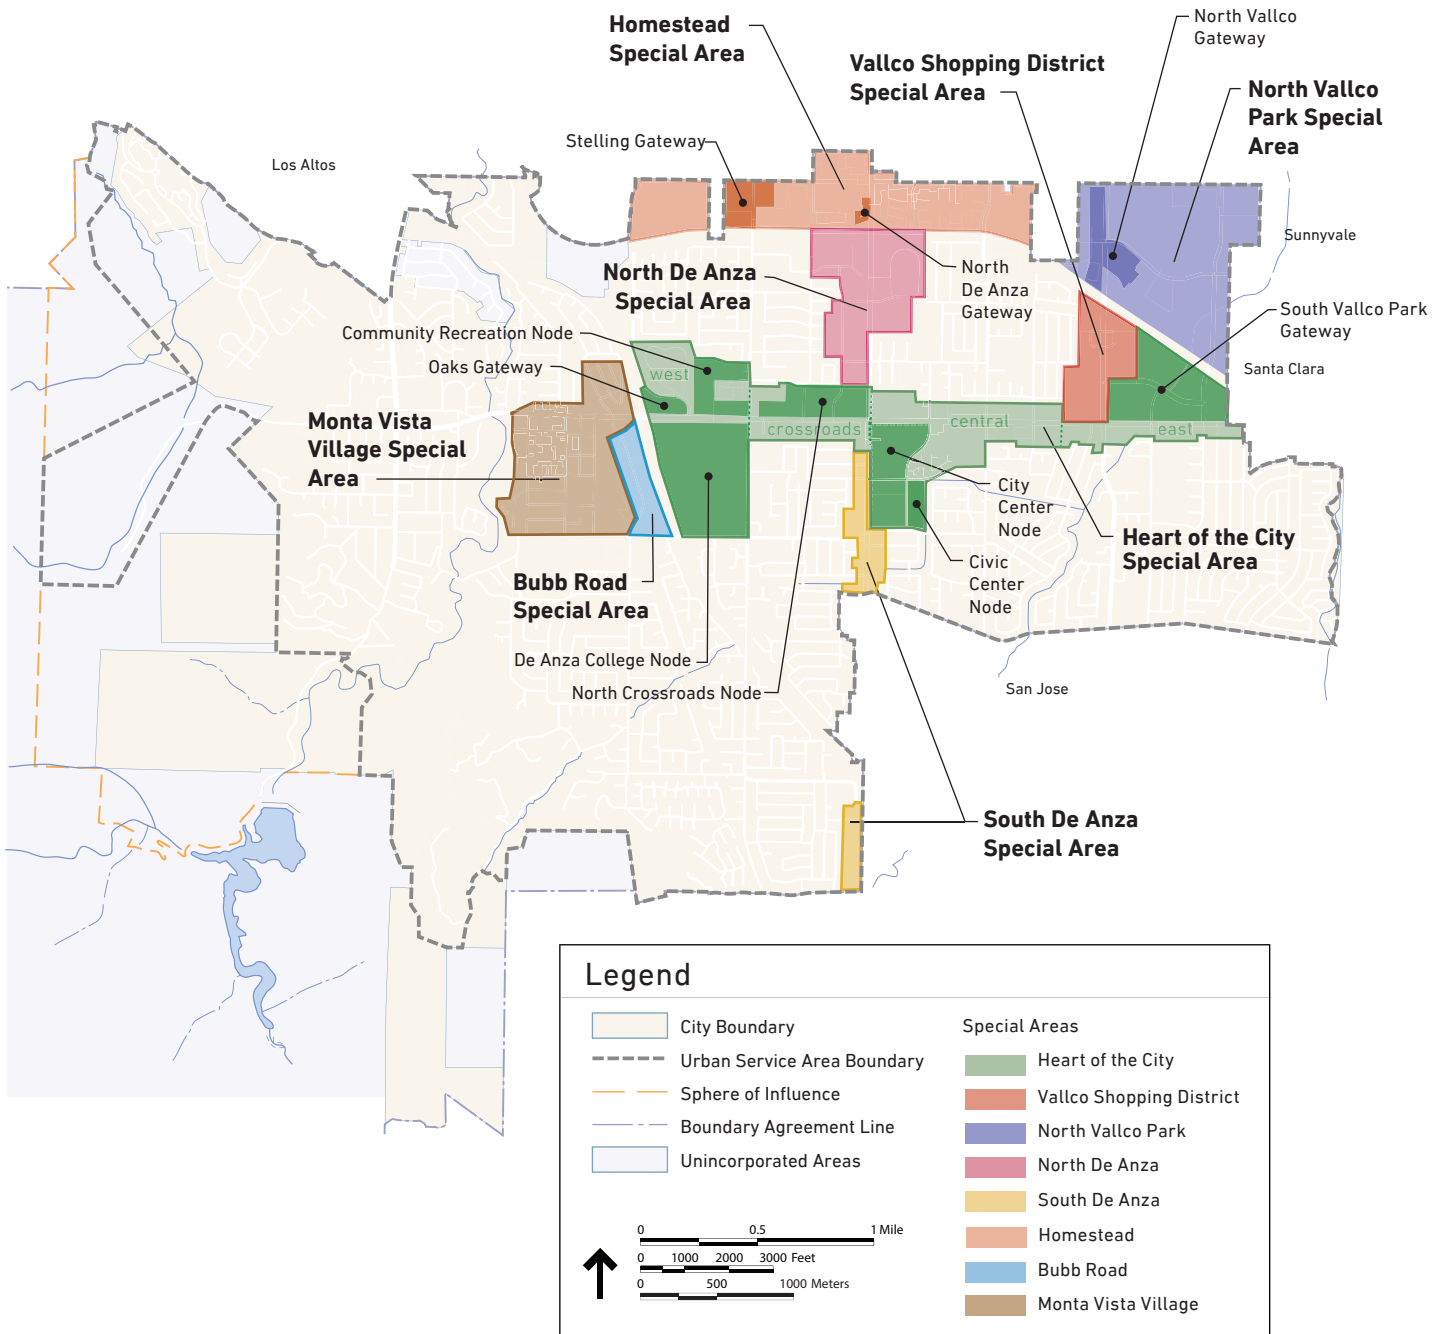 Homestead
Special Area
North Vallco
Gateway
Vallco Shopping District
Special Area
North Vallco
Park Special
Area
Stelling Gateway
Los Altos
Sunnyvale
North De Anza
Special Area
North
De Anza
Gateway
South Vallco Park
Gateway
Community Recreation Node
Oaks Gateway
Santa Clara
west
crossroads
central
east
Monta Vista
Village Special
Area
City
Center
Node
Heart of the City
Special Area
Civic
Center
Node
Bubb Road
Special Area
De Anza College Node
North Crossroads Node
San Jose
South De Anza
Special Area
Legend
City Boundary
Urban Service Area Boundary
Sphere of Influence
Boundary Agreement Line
Unincorporated Areas
Special Areas
Heart of the City
Vallco Shopping District
North Vallco Park
North De Anza
South De Anza
Homestead
Bubb Road
Monta Vista Village
0 0.5 1 Mile
0 1000 2000 3000 Feet
0 500 1000 Meters